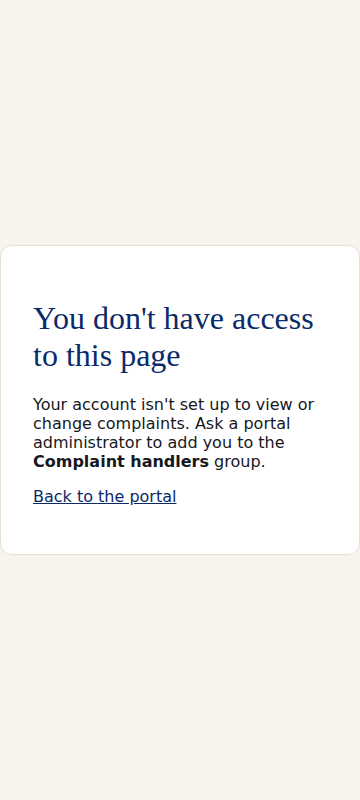 You don't have access
to this page
Your account isn't set up to view or
change complaints. Ask a portal
administrator to add you to the
Complaint handlers group.
Back to the portal